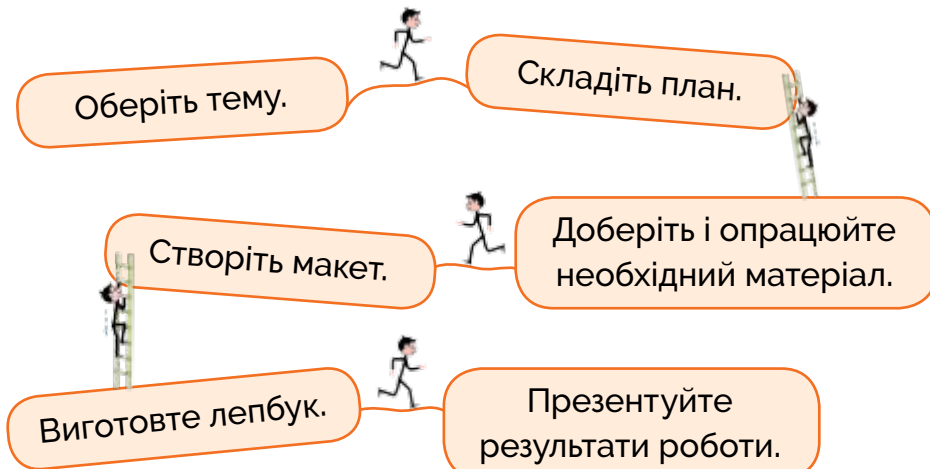 Оберіть тему.
Складіть план.
Доберіть і опрацюйте
необхідний матеріал.
Створіть макет.
Виготовте лепбук.
Презентуйте
результати роботи.